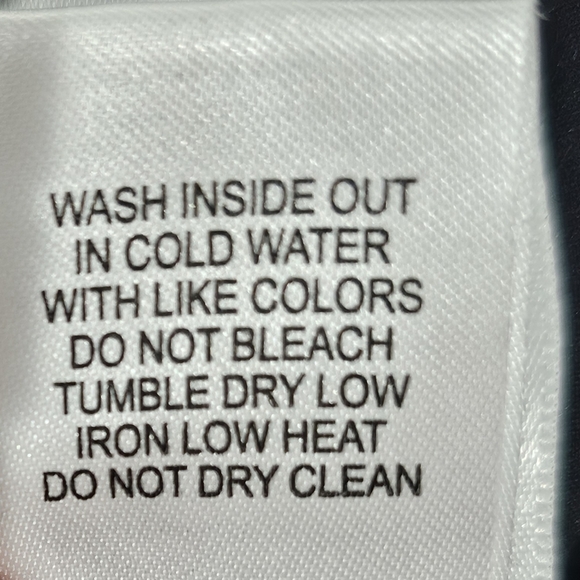 WASH INSIDE OUT
IN COLD WATER
WITH LIKE COLORS
DO NOT BLEACH
TUMBLE DRY LOW
IRON LOW HEAT
DO NOT DRY CLEAN